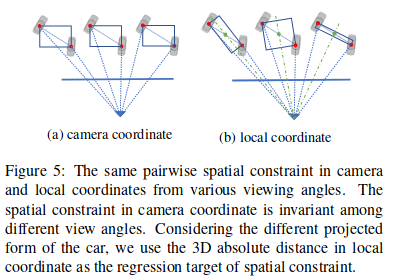 (a) camera coordinate
(b) local coordinate
Figure 5: The same pairwise spatial constraint in camera
and local coordinates from various viewing angles. The
spatial constraint in camera coordinate is invariant among
different view angles. Considering the different projected
form of the car, we use the 3D absolute distance in local
coordinate as the regression target of spatial constraint.